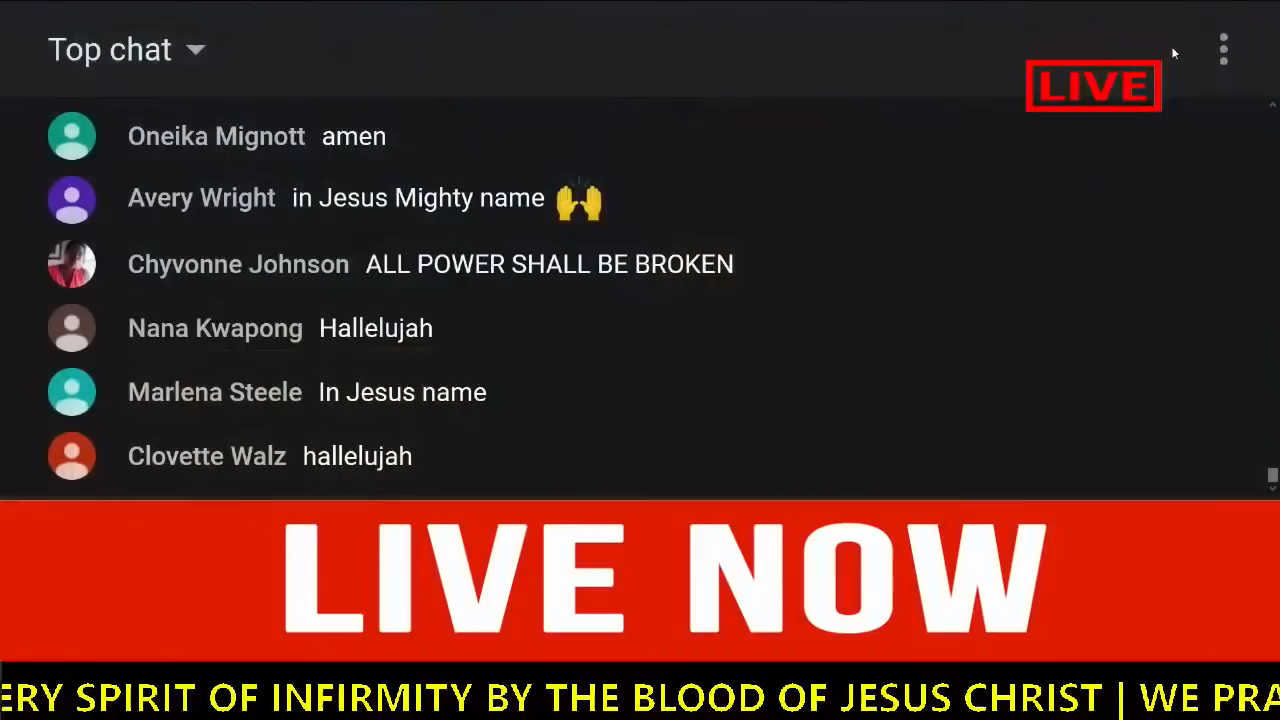 Top chat
LIVE
Oneika Mignott amen
Avery Wright in Jesus Mighty name 🙌
Chyvonne Johnson ALL POWER SHALL BE BROKEN
Nana Kwapong Hallelujah
Marlena Steele In Jesus name
Clovette Walz hallelujah
LIVE NOW
ERY SPIRIT OF INFIRMITY BY THE BLOOD OF JESUS CHRIST | WE PRA